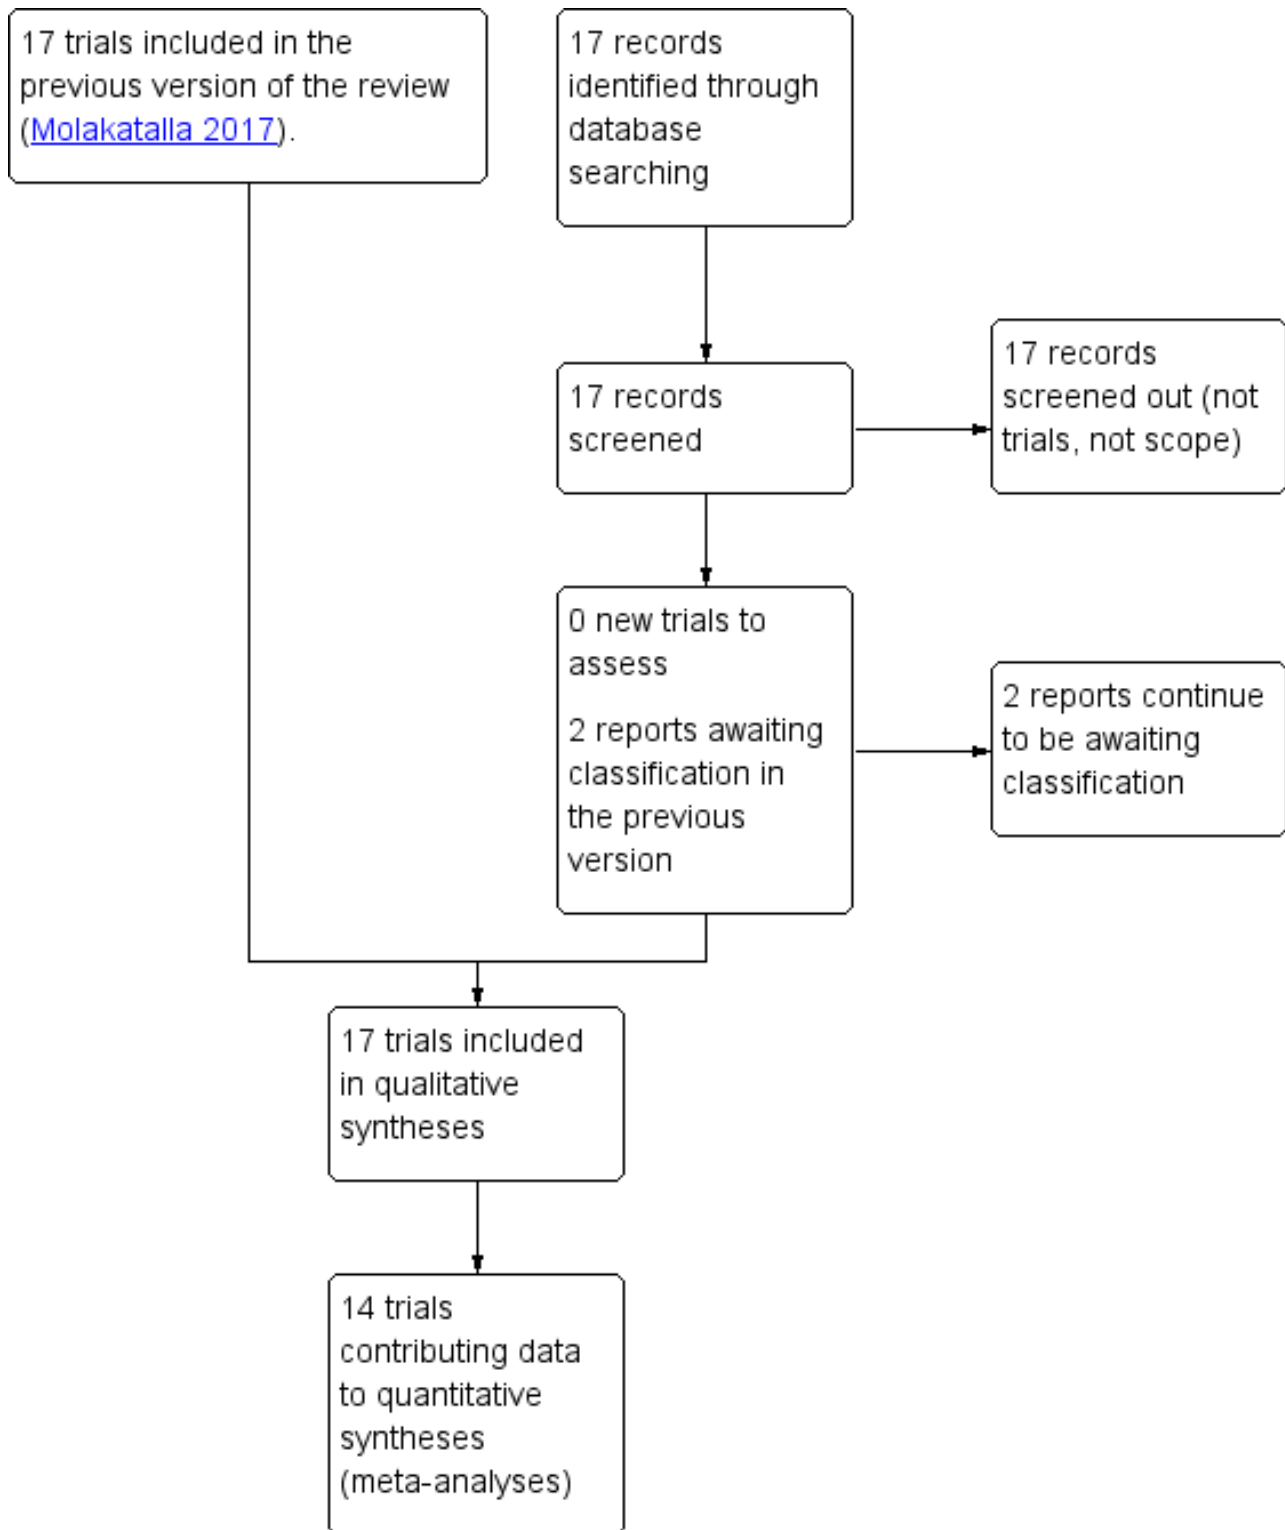 17 trials included in the
previous version of the review
(Molakatalla 2017).
17 records
identified through
database
searching
17 records
screened
17 records
screened out (not
trials, not scope)
0 new trials to
assess
2 reports awaiting
classification in
the previous
version
2 reports continue
to be awaiting
classification
17 trials included
in qualitative
syntheses
14 trials
contributing data
to quantitative
syntheses
(meta-analyses)